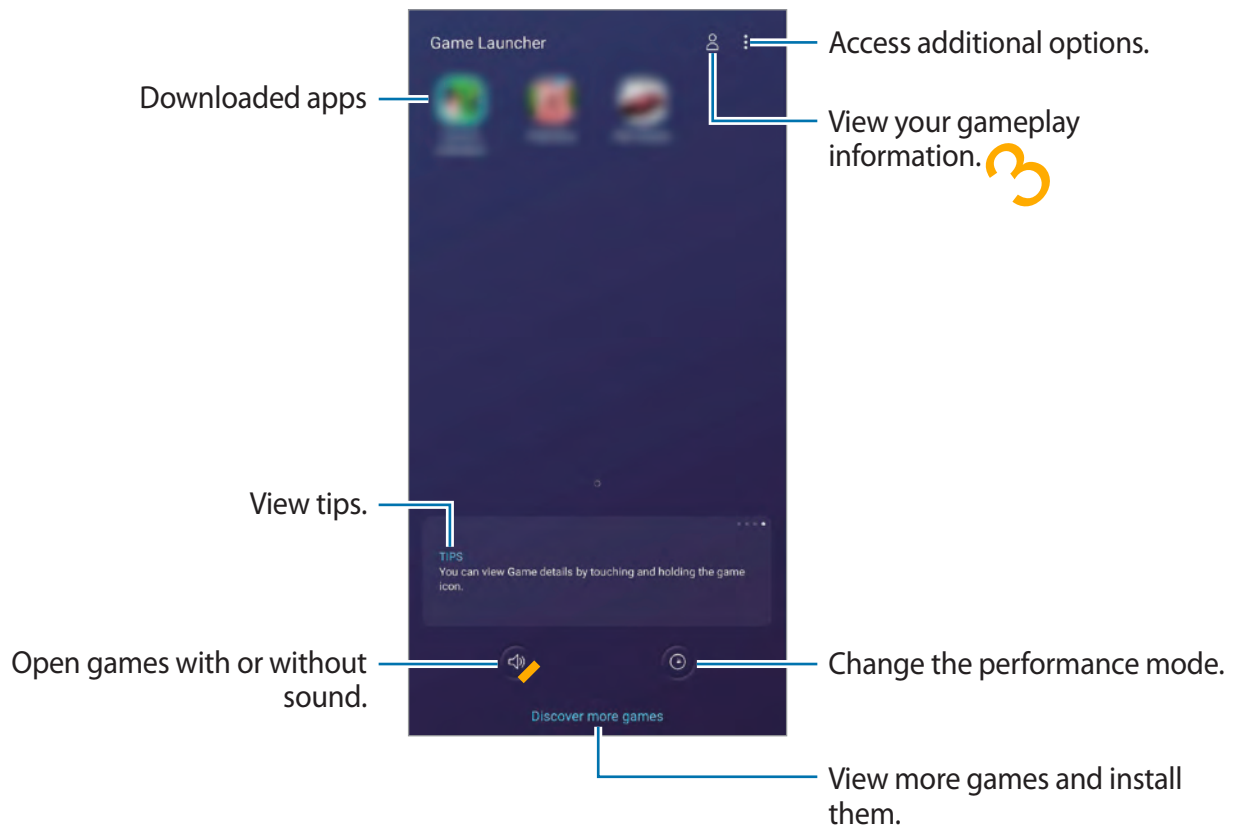 Game Launcher
Access additional options.
Downloaded apps
View your gameplay
information.
3
View tips.
TIPS
You can view Game details by touching and holding the game
icon.
Open games with or without
sound.
Change the performance mode.
Discover more games
View more games and install
them.